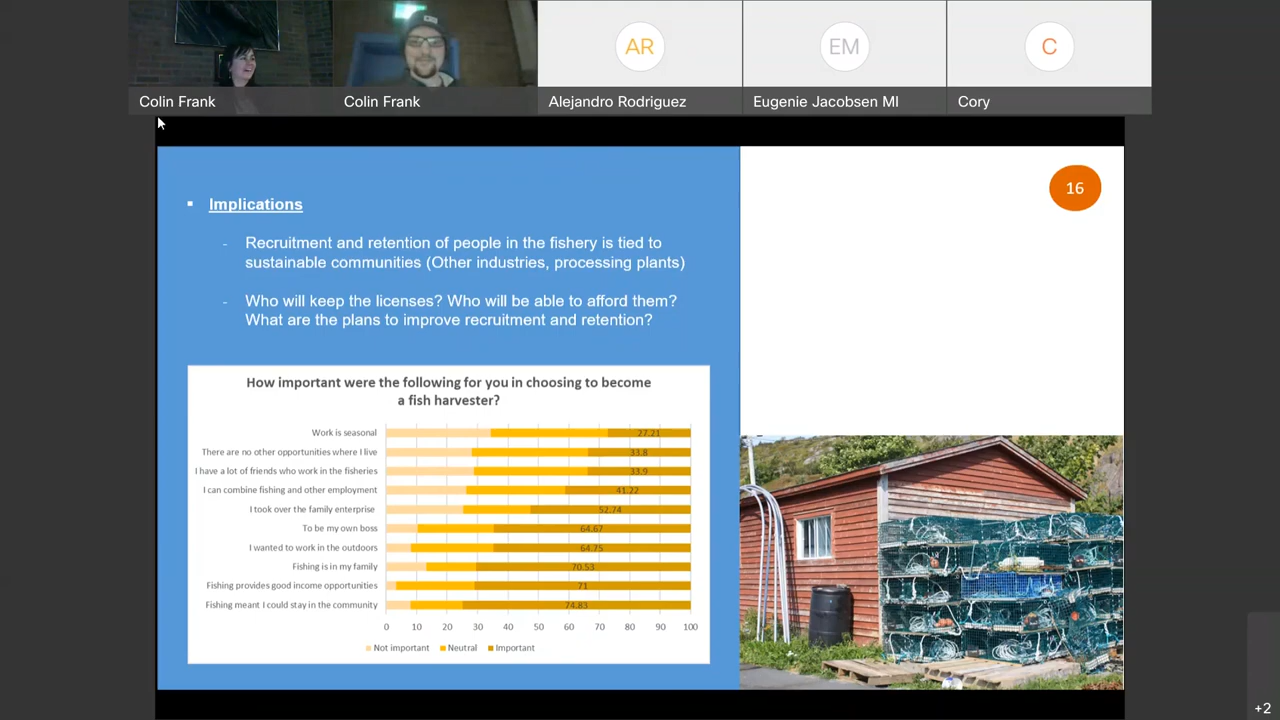 AR
EM
C
Colin Frank
Colin Frank
Alejandro Rodriguez
Eugenie Jacobsen MI
Cory
16
▪ Implications
- Recruitment and retention of people in the fishery is tied to
sustainable communities (Other industries, processing plants)
- Who will keep the licenses? Who will be able to afford them?
What are the plans to improve recruitment and retention?
How important were the following for you in choosing to become
a fish harvester?
Work is seasonal 27.21
There are no other opportunities where I live 33.8
I have a lot of friends who work in the fisheries 33.9
I can combine fishing and other employment 41.22
I took over the family enterprise 52.74
To be my own boss 64.67
I wanted to work in the outdoors 64.75
Fishing is in my family 70.53
Fishing provides good income opportunities 71
Fishing meant I could stay in the community 74.83
0 10 20 30 40 50 60 70 80 90 100
Not important Neutral Important
+2